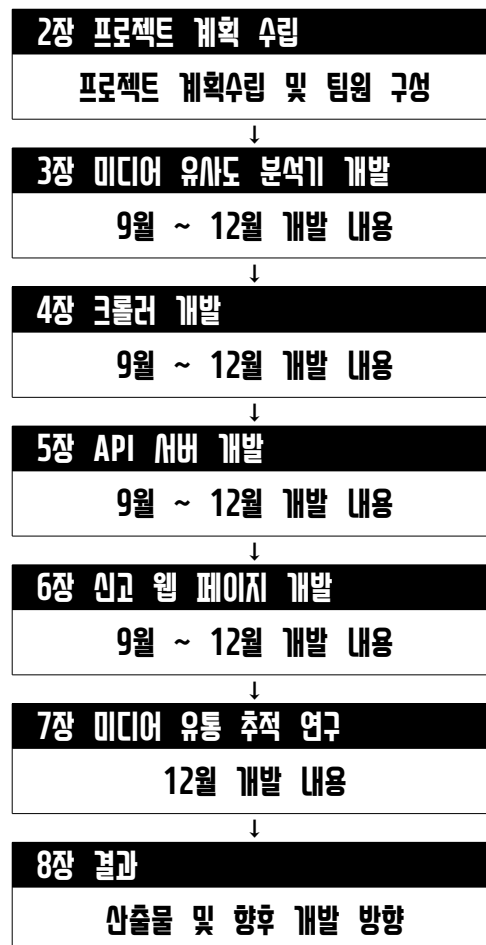 2장 프로젝트 계획 수립
프로젝트 계획수립 및 팀원 구성
↓
3장 미디어 유사도 분석기 개발
9월 ~ 12월 개발 내용
↓
4장 크롤러 개발
9월 ~ 12월 개발 내용
↓
5장 API 서버 개발
9월 ~ 12월 개발 내용
↓
6장 신고 웹 페이지 개발
9월 ~ 12월 개발 내용
↓
7장 미디어 유통 추적 연구
12월 개발 내용
↓
8장 결과
산출물 및 향후 개발 방향